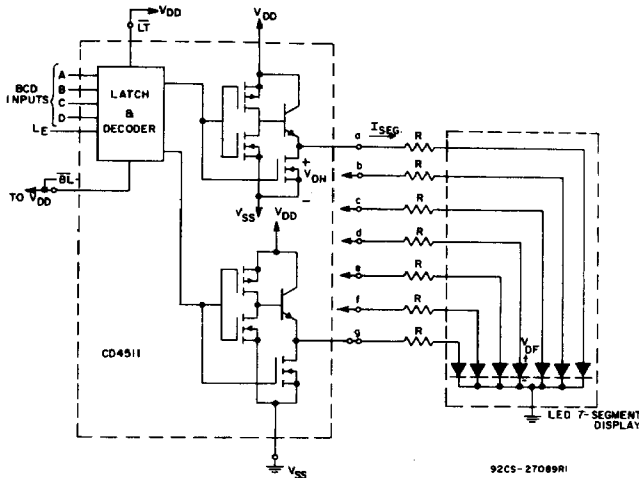 VDD
LT
VDD
A
B
C
D
LE
BCD
INPUTS
LATCH
&
DECODER
BL
TO VDD
VSS
+
VOH
−
VDD
CD4511
VSS
a
ISEG.
R
b
R
c
R
d
R
e
R
f
R
g
R
VDF
+
−
LED 7-SEGMENT
DISPLAY
92CS-27089R1